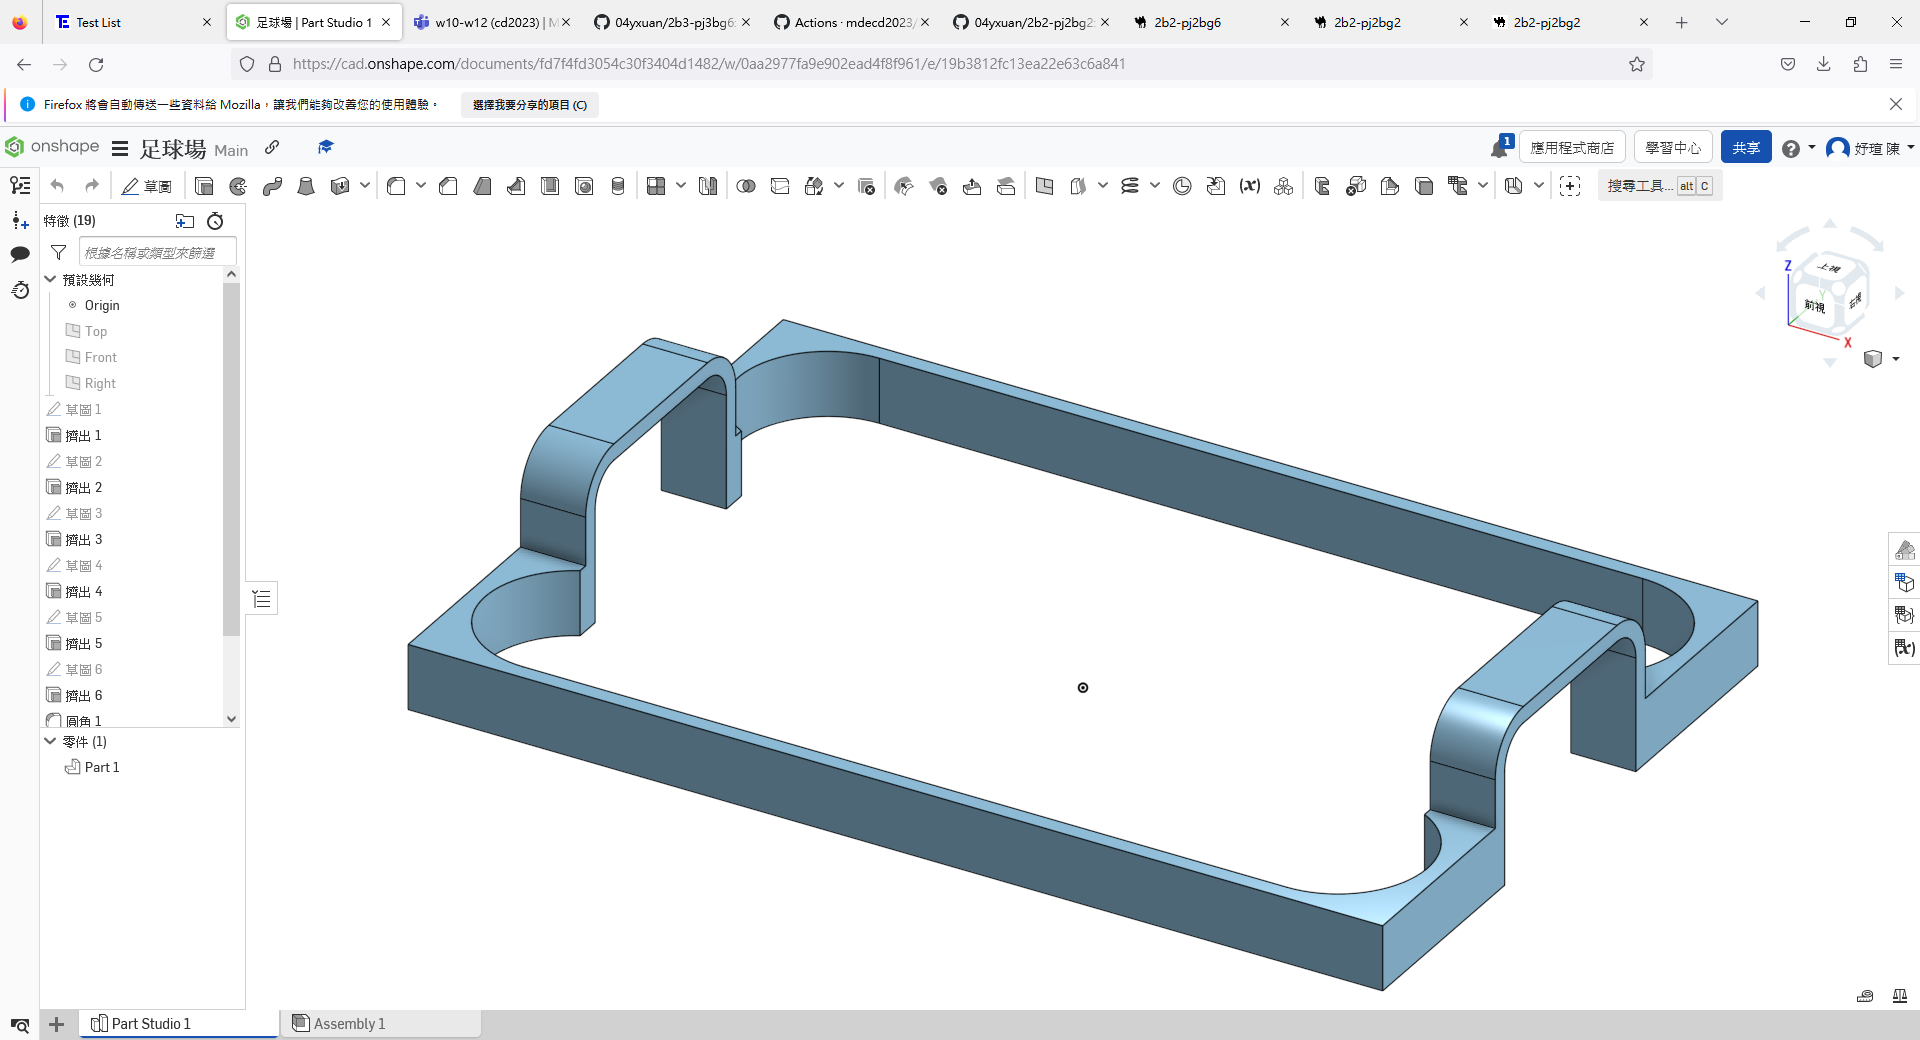 Test List
足球場 | Part Studio 1
w10-w12 (cd2023) | M
04yxuan/2b3-pj3bg6
Actions · mdecd2023/
04yxuan/2b2-pj2bg2
2b2-pj2bg6
2b2-pj2bg2
2b2-pj2bg2
https://cad.onshape.com/documents/fd7f4fd3054c30f3404d1482/w/0aa2977fa9e902ead4f8f961/e/19b3812fc13ea22e63c6a841
Firefox 將會自動傳送一些資料給 Mozilla，讓我們能夠改善您的使用體驗。
選擇我要分享的項目 (C)
onshape
足球場 Main
1
應用程式商店
學習中心
共享
妤瑄 陳
草圖
(x)
搜尋工具... alt C
特徵 (19)
根據名稱或類型來篩選
預設幾何
Origin
Top
Front
Right
草圖 1
擠出 1
草圖 2
擠出 2
草圖 3
擠出 3
草圖 4
擠出 4
草圖 5
擠出 5
草圖 6
擠出 6
圓角 1
零件 (1)
Part 1
Z
上視
Y
前視
右視
X
(x)
Part Studio 1
Assembly 1